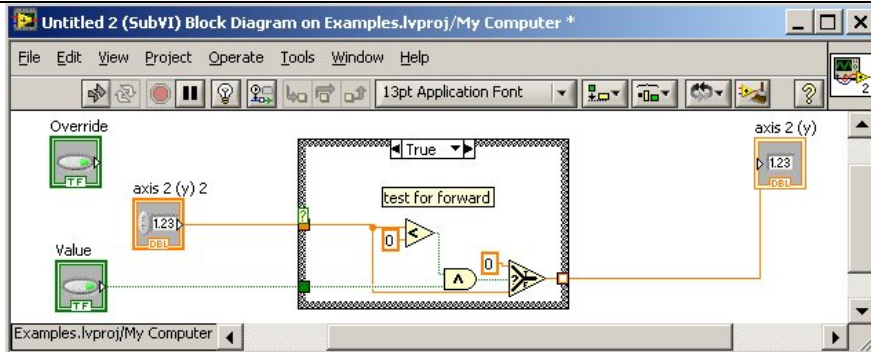 Untitled 2 (SubVI) Block Diagram on Examples.lvproj/My Computer *
File Edit View Project Operate Tools Window Help
13pt Application Font
2
Override
TF
axis 2 (y) 2
1.23
DBL
Value
TF
True
?
test for forward
0
<
∧
0
?
T
F
axis 2 (y)
1.23
DBL
Examples.lvproj/My Computer